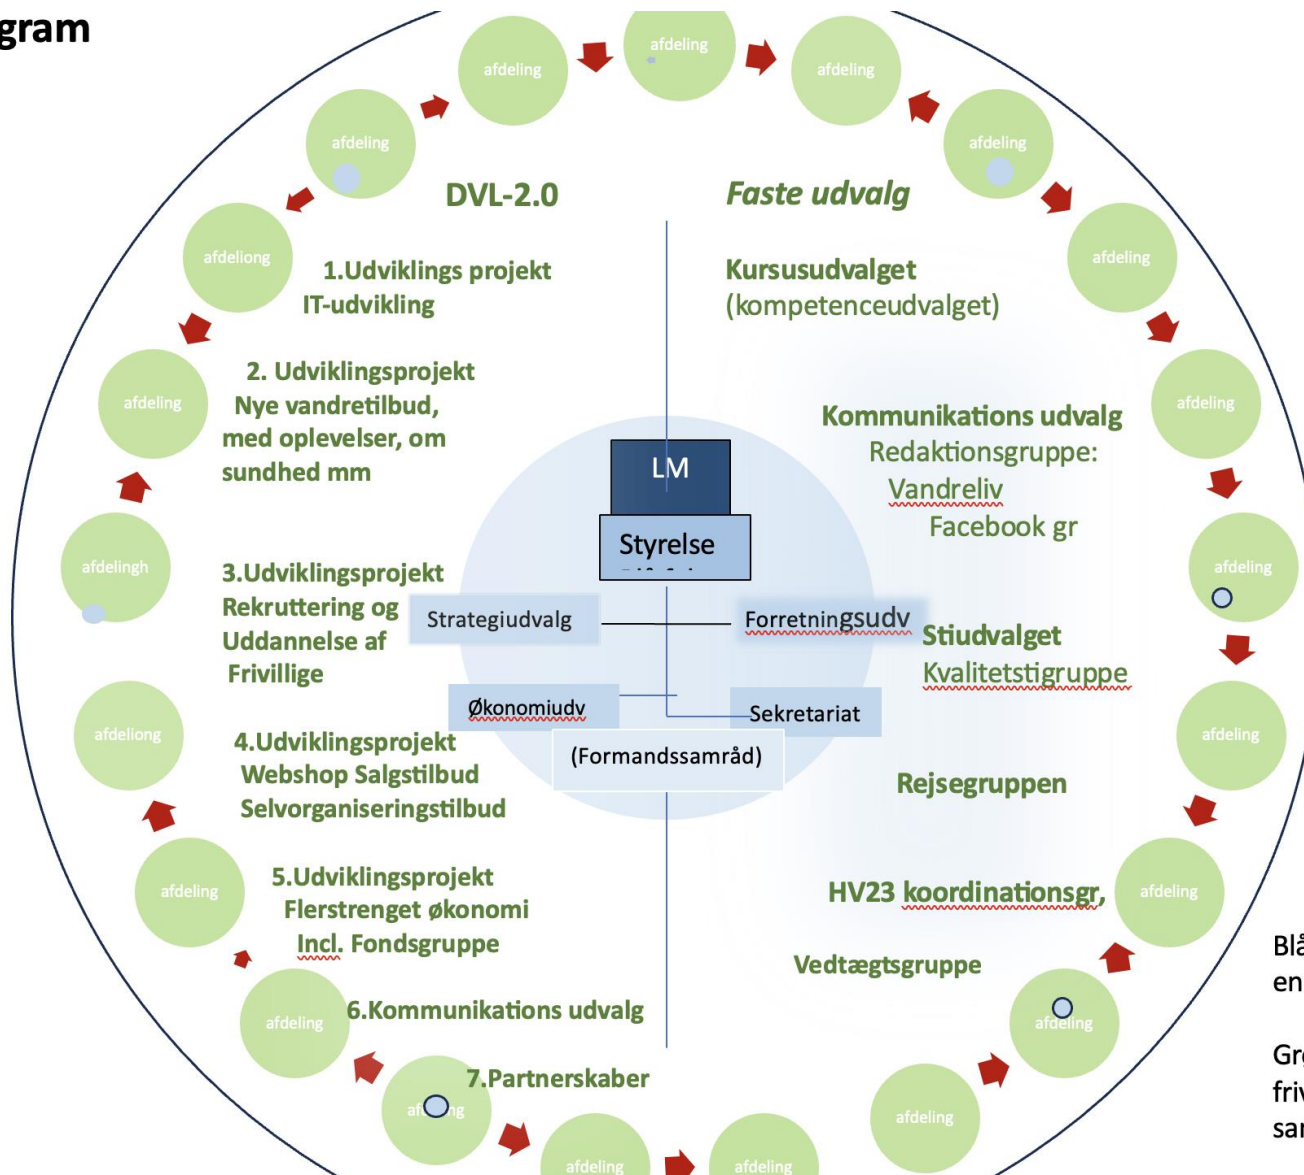 gram
afdeling
afdeling
afdeling
afdeling
afdeling
afdeliong
afdeling
afdeling
afdeling
afdelingh
afdeling
afdeliong
afdeling
afdeling
afdeling
afdeling
afdeling
afdeling
afdeling
afdeling
DVL-2.0
1.Udviklings projekt
IT-udvikling
2. Udviklingsprojekt
Nye vandretilbud,
med oplevelser, om
sundhed mm
3.Udviklingsprojekt
Rekruttering og
Uddannelse af
Frivillige
4.Udviklingsprojekt
Webshop Salgstilbud
Selvorganiseringstilbud
5.Udviklingsprojekt
Flerstrenget økonomi
Incl. Fondsgruppe
6.Kommunikations udvalg
7.Partnerskaber
LM
Styrelse
Strategiudvalg
Forretningsudv
Økonomiudv
Sekretariat
(Formandssamråd)
Faste udvalg
Kursusudvalget
(kompetenceudvalget)
Kommunikations udvalg
Redaktionsgruppe:
Vandreliv
Facebook gr
Stiudvalget
Kvalitetstigruppe
Rejsegruppen
HV23 koordinationsgr,
Vedtægtsgruppe
Blå
en
friv